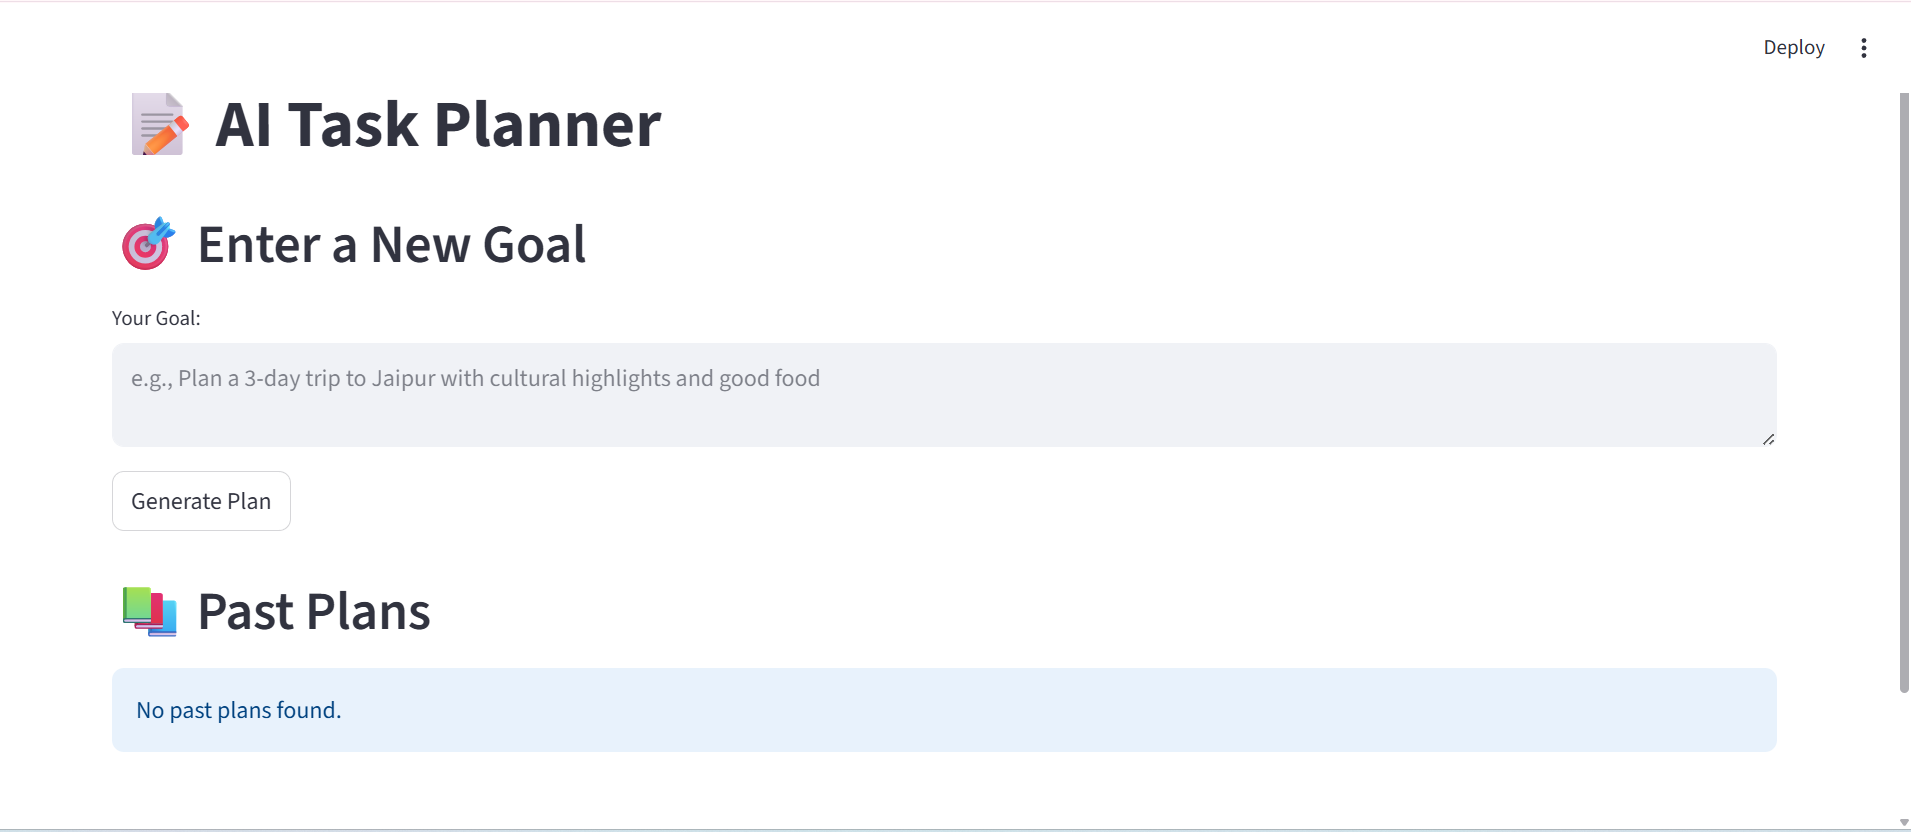 Deploy
AI Task Planner
Enter a New Goal
Your Goal:
e.g., Plan a 3-day trip to Jaipur with cultural highlights and good food
Generate Plan
Past Plans
No past plans found.